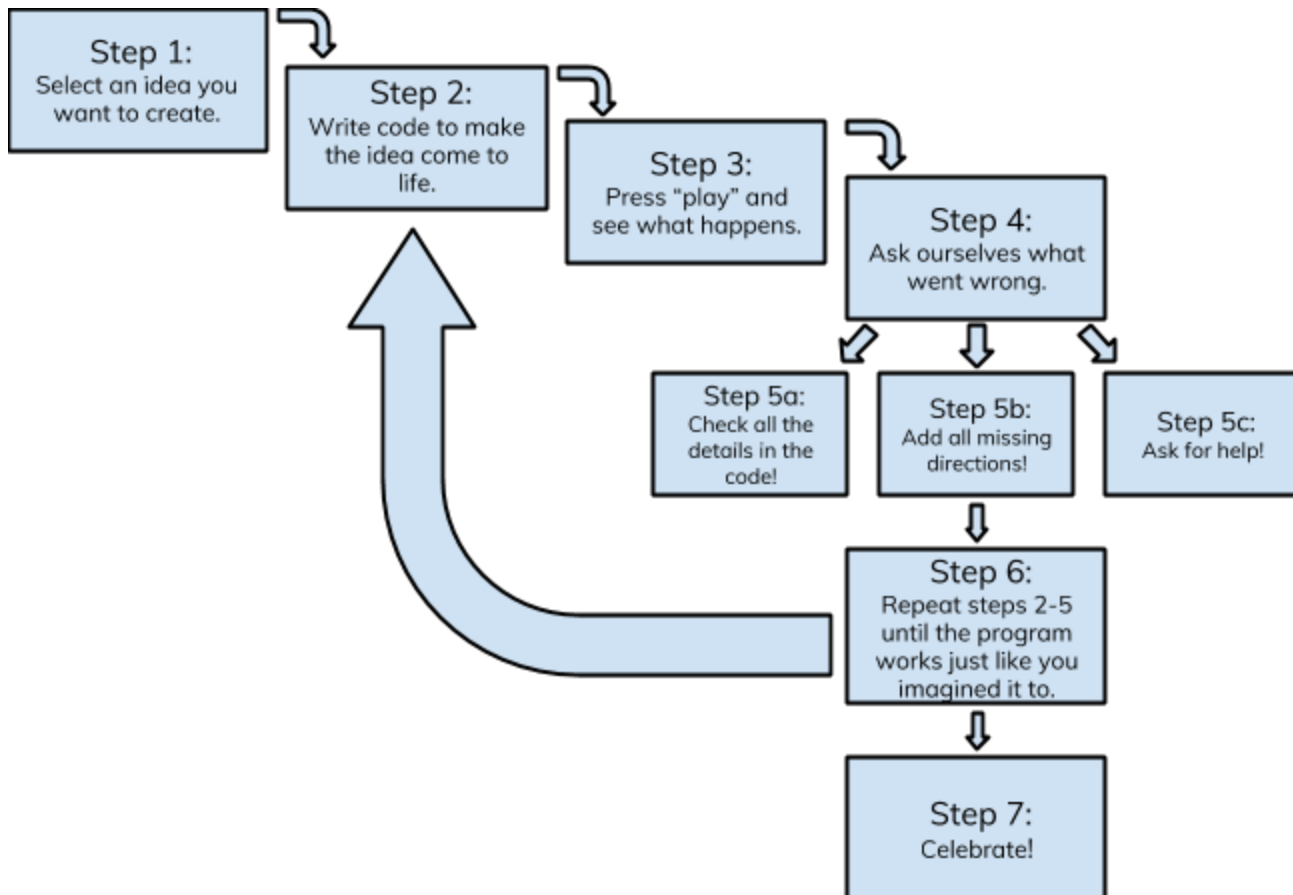 Step 1:
Select an idea you
want to create.
Step 2:
Write code to make
the idea come to
life.
Step 3:
Press “play” and
see what happens.
Step 4:
Ask ourselves what
went wrong.
Step 5a:
Check all the
details in the
code!
Step 5b:
Add all missing
directions!
Step 5c:
Ask for help!
Step 6:
Repeat steps 2-5
until the program
works just like you
imagined it to.
Step 7:
Celebrate!